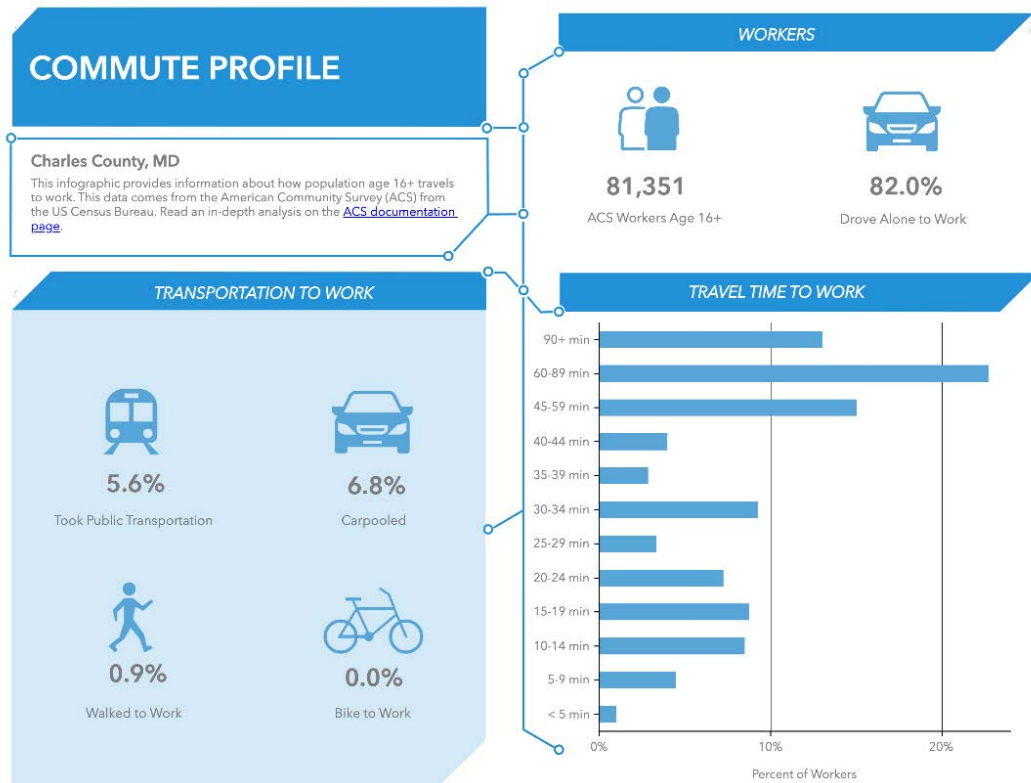 COMMUTE PROFILE
Charles County, MD
This infographic provides information about how population age 16+ travels
to work. This data comes from the American Community Survey (ACS) from
the US Census Bureau. Read an in-depth analysis on the ACS documentation
page.
WORKERS
81,351
ACS Workers Age 16+
82.0%
Drove Alone to Work
TRANSPORTATION TO WORK
5.6%
Took Public Transportation
6.8%
Carpooled
0.9%
Walked to Work
0.0%
Bike to Work
TRAVEL TIME TO WORK
90+ min
60-89 min
45-59 min
40-44 min
35-39 min
30-34 min
25-29 min
20-24 min
15-19 min
10-14 min
5-9 min
< 5 min
0%
10%
20%
Percent of Workers